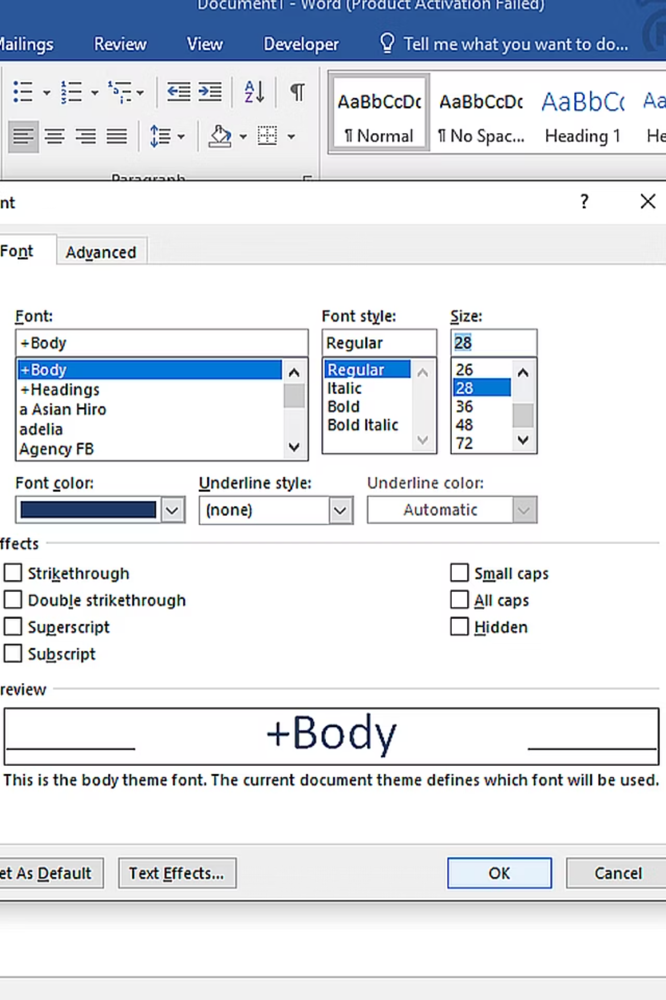 Document1 - Word (Product Activation Failed)
Mailings Review View Developer Tell me what you want to do...
AaBbCcDc AaBbCcDc AaBbC( Aa
¶ Normal ¶ No Spac... Heading 1 He
Paragraph
nt ? ×
Font Advanced
Font: Font style: Size:
+Body Regular 28
+Body Regular 26
+Headings Italic 28
a Asian Hiro Bold 36
adelia Bold Italic 48
Agency FB 72
Font color: Underline style: Underline color:
(none) Automatic
ffects
Strikethrough Small caps
Double strikethrough All caps
Superscript Hidden
Subscript
review
+Body
This is the body theme font. The current document theme defines which font will be used.
et As Default Text Effects... OK Cancel